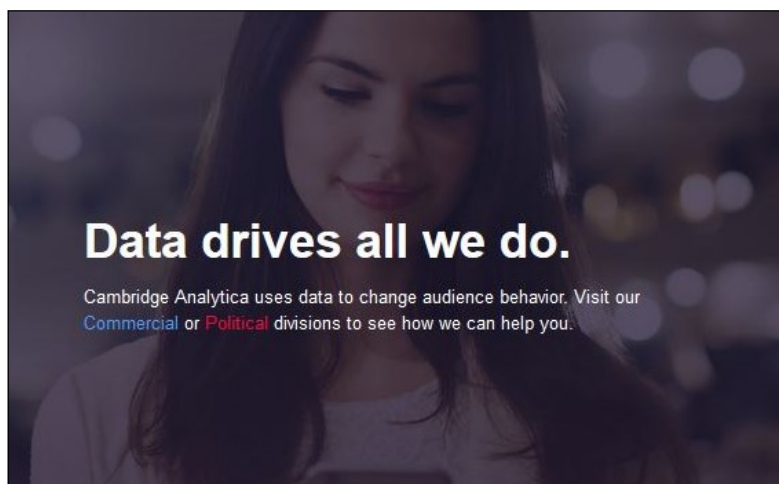 Data drives all we do.
Cambridge Analytica uses data to change audience behavior. Visit our
Commercial or Political divisions to see how we can help you.